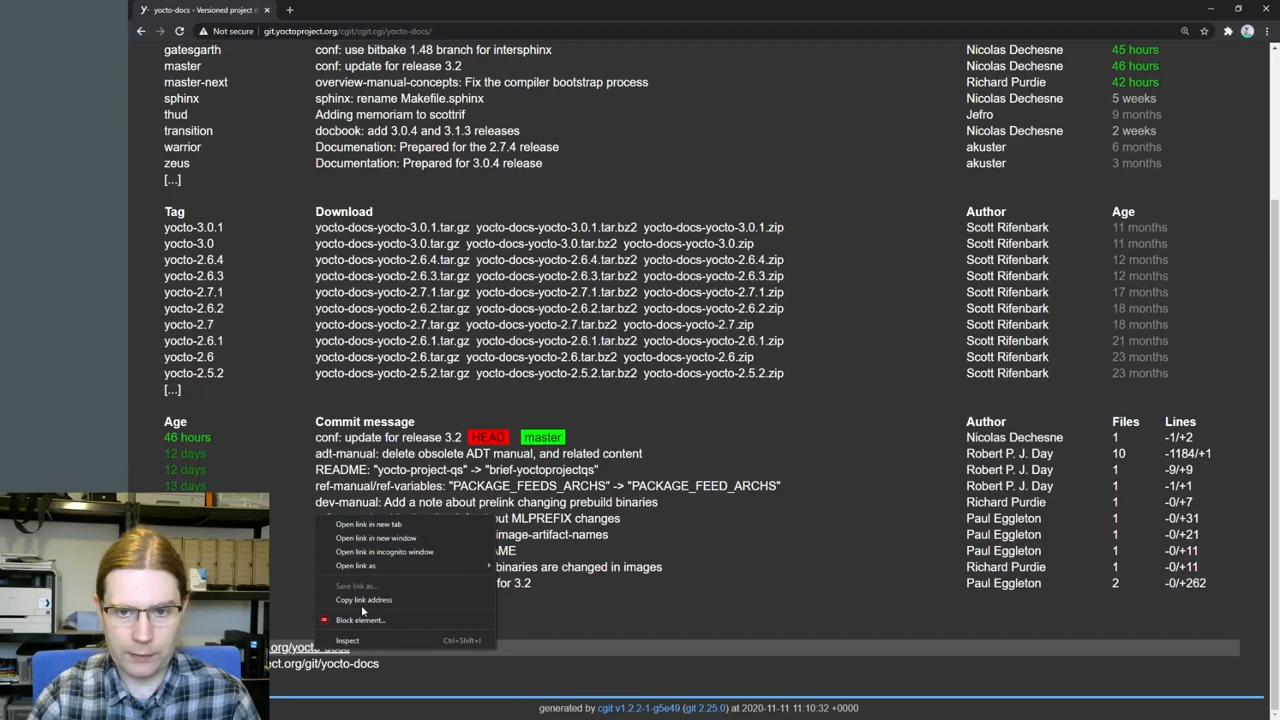 yocto-docs - Versioned project d
Not secure git.yoctoproject.org/cgit/cgit.cgi/yocto-docs/
gatesgarth conf: use bitbake 1.48 branch for intersphinx Nicolas Dechesne 45 hours
master conf: update for release 3.2 Nicolas Dechesne 46 hours
master-next overview-manual-concepts: Fix the compiler bootstrap process Richard Purdie 42 hours
sphinx sphinx: rename Makefile.sphinx Nicolas Dechesne 5 weeks
thud Adding memoriam to scottrif Jefro 9 months
transition docbook: add 3.0.4 and 3.1.3 releases Nicolas Dechesne 2 weeks
warrior Documenation: Prepared for the 2.7.4 release akuster 6 months
zeus Documentation: Prepared for 3.0.4 release akuster 3 months
[...]
Tag Download Author Age
yocto-3.0.1 yocto-docs-yocto-3.0.1.tar.gz yocto-docs-yocto-3.0.1.tar.bz2 yocto-docs-yocto-3.0.1.zip Scott Rifenbark 11 months
yocto-3.0 yocto-docs-yocto-3.0.tar.gz yocto-docs-yocto-3.0.tar.bz2 yocto-docs-yocto-3.0.zip Scott Rifenbark 11 months
yocto-2.6.4 yocto-docs-yocto-2.6.4.tar.gz yocto-docs-yocto-2.6.4.tar.bz2 yocto-docs-yocto-2.6.4.zip Scott Rifenbark 12 months
yocto-2.6.3 yocto-docs-yocto-2.6.3.tar.gz yocto-docs-yocto-2.6.3.tar.bz2 yocto-docs-yocto-2.6.3.zip Scott Rifenbark 12 months
yocto-2.7.1 yocto-docs-yocto-2.7.1.tar.gz yocto-docs-yocto-2.7.1.tar.bz2 yocto-docs-yocto-2.7.1.zip Scott Rifenbark 17 months
yocto-2.6.2 yocto-docs-yocto-2.6.2.tar.gz yocto-docs-yocto-2.6.2.tar.bz2 yocto-docs-yocto-2.6.2.zip Scott Rifenbark 18 months
yocto-2.7 yocto-docs-yocto-2.7.tar.gz yocto-docs-yocto-2.7.tar.bz2 yocto-docs-yocto-2.7.zip Scott Rifenbark 18 months
yocto-2.6.1 yocto-docs-yocto-2.6.1.tar.gz yocto-docs-yocto-2.6.1.tar.bz2 yocto-docs-yocto-2.6.1.zip Scott Rifenbark 21 months
yocto-2.6 yocto-docs-yocto-2.6.tar.gz yocto-docs-yocto-2.6.tar.bz2 yocto-docs-yocto-2.6.zip Scott Rifenbark 23 months
yocto-2.5.2 yocto-docs-yocto-2.5.2.tar.gz yocto-docs-yocto-2.5.2.tar.bz2 yocto-docs-yocto-2.5.2.zip Scott Rifenbark 23 months
[...]
Age Commit message Author Files Lines
46 hours conf: update for release 3.2 HEAD master Nicolas Dechesne 1 -1/+2
12 days adt-manual: delete obsolete ADT manual, and related content Robert P. J. Day 10 -1184/+1
12 days README: "yocto-project-qs" -> "brief-yoctoprojectqs" Robert P. J. Day 1 -9/+9
13 days ref-manual/ref-variables: "PACKAGE_FEEDS_ARCHS" -> "PACKAGE_FEED_ARCHS" Robert P. J. Day 1 -1/+1
dev-manual: Add a note about prelink changing prebuild binaries Richard Purdie 1 -0/+7
out MLPREFIX changes Paul Eggleton 1 -0/+31
image-artifact-names Paul Eggleton 1 -0/+21
AME Paul Eggleton 1 -0/+11
binaries are changed in images Richard Purdie 1 -0/+11
for 3.2 Paul Eggleton 2 -0/+262
Open link in new tab
Open link in new window
Open link in incognito window
Open link as
Save link as...
Copy link address
Block element...
Inspect Ctrl+Shift+I
.org/yocto-docs
ect.org/git/yocto-docs
generated by cgit v1.2.2-1-g5e49 (git 2.25.0) at 2020-11-11 11:10:32 +0000